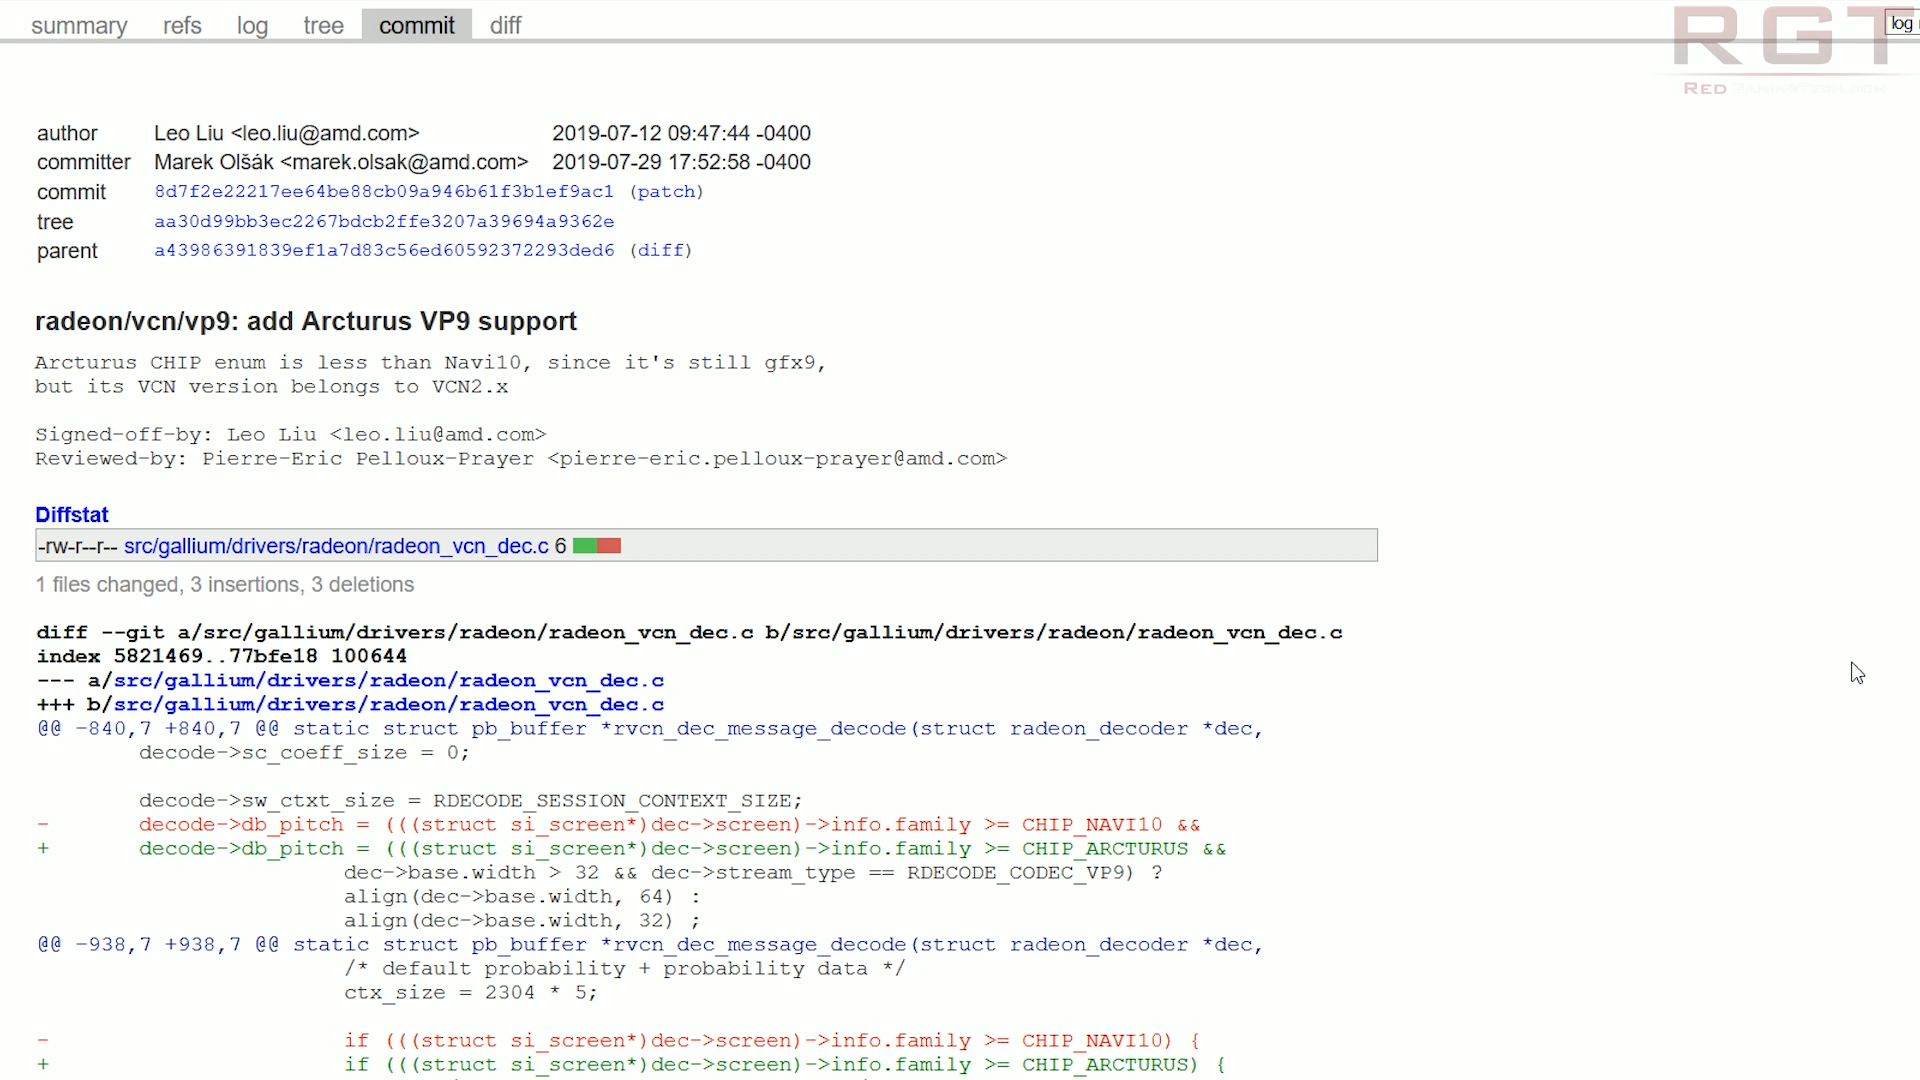 summary refs log tree commit diff
log
RGT
RED
author Leo Liu <leo.liu@amd.com> 2019-07-12 09:47:44 -0400
committer Marek Olšák <marek.olsak@amd.com> 2019-07-29 17:52:58 -0400
commit 8d7f2e22217ee64be88cb09a946b61f3b1ef9ac1 (patch)
tree aa30d99bb3ec2267bdcb2ffe3207a39694a9362e
parent a43986391839ef1a7d83c56ed60592372293ded6 (diff)
radeon/vcn/vp9: add Arcturus VP9 support
Arcturus CHIP enum is less than Navi10, since it's still gfx9,
but its VCN version belongs to VCN2.x
Signed-off-by: Leo Liu <leo.liu@amd.com>
Reviewed-by: Pierre-Eric Pelloux-Prayer <pierre-eric.pelloux-prayer@amd.com>
Diffstat
-rw-r--r-- src/gallium/drivers/radeon/radeon_vcn_dec.c 6
1 files changed, 3 insertions, 3 deletions
diff --git a/src/gallium/drivers/radeon/radeon_vcn_dec.c b/src/gallium/drivers/radeon/radeon_vcn_dec.c
index 5821469..77bfe18 100644
--- a/src/gallium/drivers/radeon/radeon_vcn_dec.c
+++ b/src/gallium/drivers/radeon/radeon_vcn_dec.c
@@ -840,7 +840,7 @@ static struct pb_buffer *rvcn_dec_message_decode(struct radeon_decoder *dec,
decode->sc_coeff_size = 0;
decode->sw_ctxt_size = RDECODE_SESSION_CONTEXT_SIZE;
- decode->db_pitch = (((struct si_screen*)dec->screen)->info.family >= CHIP_NAVI10 &&
+ decode->db_pitch = (((struct si_screen*)dec->screen)->info.family >= CHIP_ARCTURUS &&
dec->base.width > 32 && dec->stream_type == RDECODE_CODEC_VP9) ?
align(dec->base.width, 64) :
align(dec->base.width, 32) ;
@@ -938,7 +938,7 @@ static struct pb_buffer *rvcn_dec_message_decode(struct radeon_decoder *dec,
/* default probability + probability data */
ctx_size = 2304 * 5;
- if (((struct si_screen*)dec->screen)->info.family >= CHIP_NAVI10) {
+ if (((struct si_screen*)dec->screen)->info.family >= CHIP_ARCTURUS) {